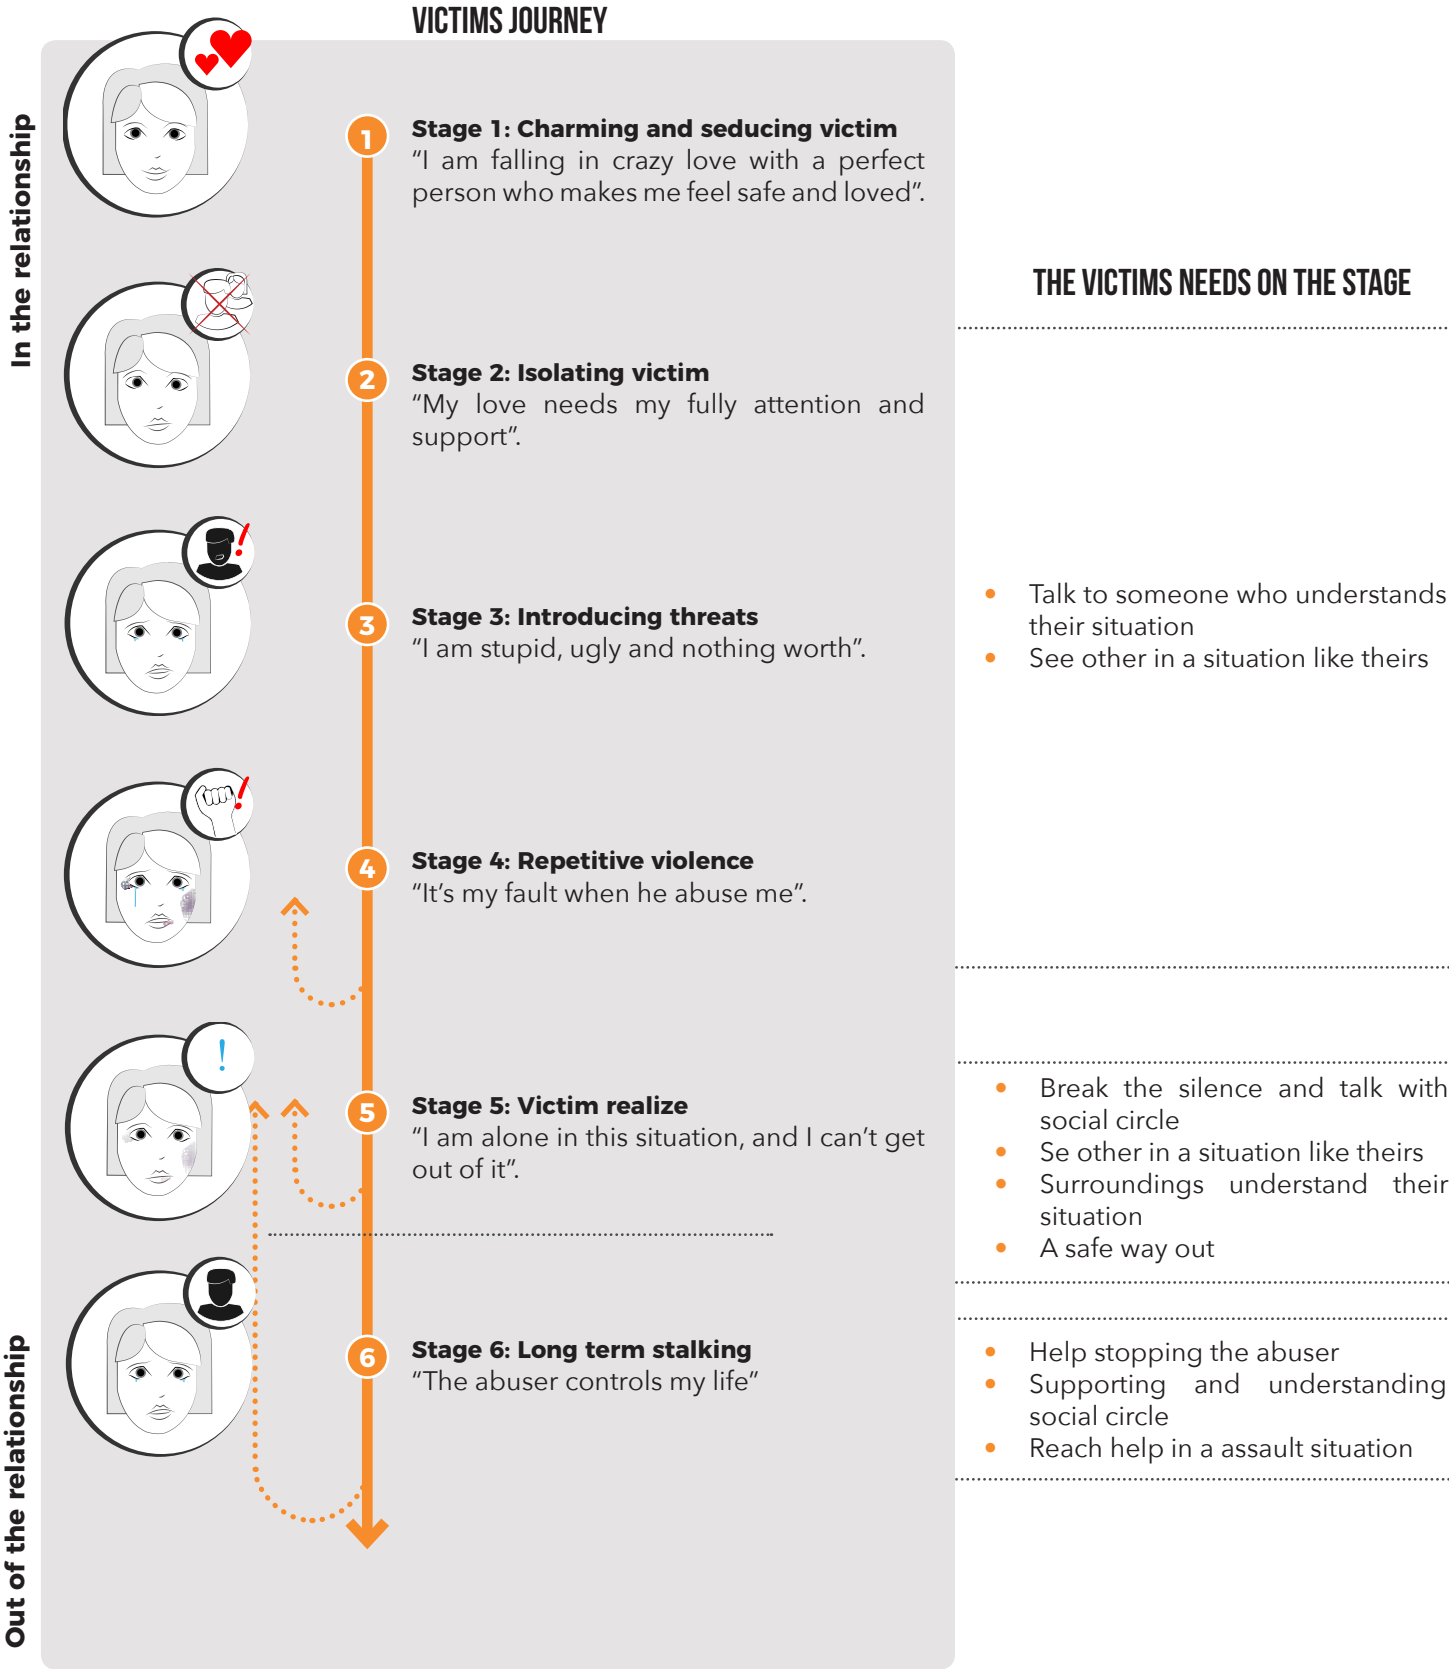 VICTIMS JOURNEY
In the relationship
1
Stage 1: Charming and seducing victim
“I am falling in crazy love with a perfect
person who makes me feel safe and loved”.
THE VICTIMS NEEDS ON THE STAGE
2
Stage 2: Isolating victim
“My love needs my fully attention and
support”.
3
Stage 3: Introducing threats
“I am stupid, ugly and nothing worth”.
• Talk to someone who understands
their situation
• See other in a situation like theirs
4
Stage 4: Repetitive violence
“It’s my fault when he abuse me”.
5
Stage 5: Victim realize
“I am alone in this situation, and I can’t get
out of it”.
• Break the silence and talk with
social circle
• Se other in a situation like theirs
• Surroundings understand their
situation
• A safe way out
Out of the relationship
6
Stage 6: Long term stalking
“The abuser controls my life”
• Help stopping the abuser
• Supporting and understanding
social circle
• Reach help in a assault situation